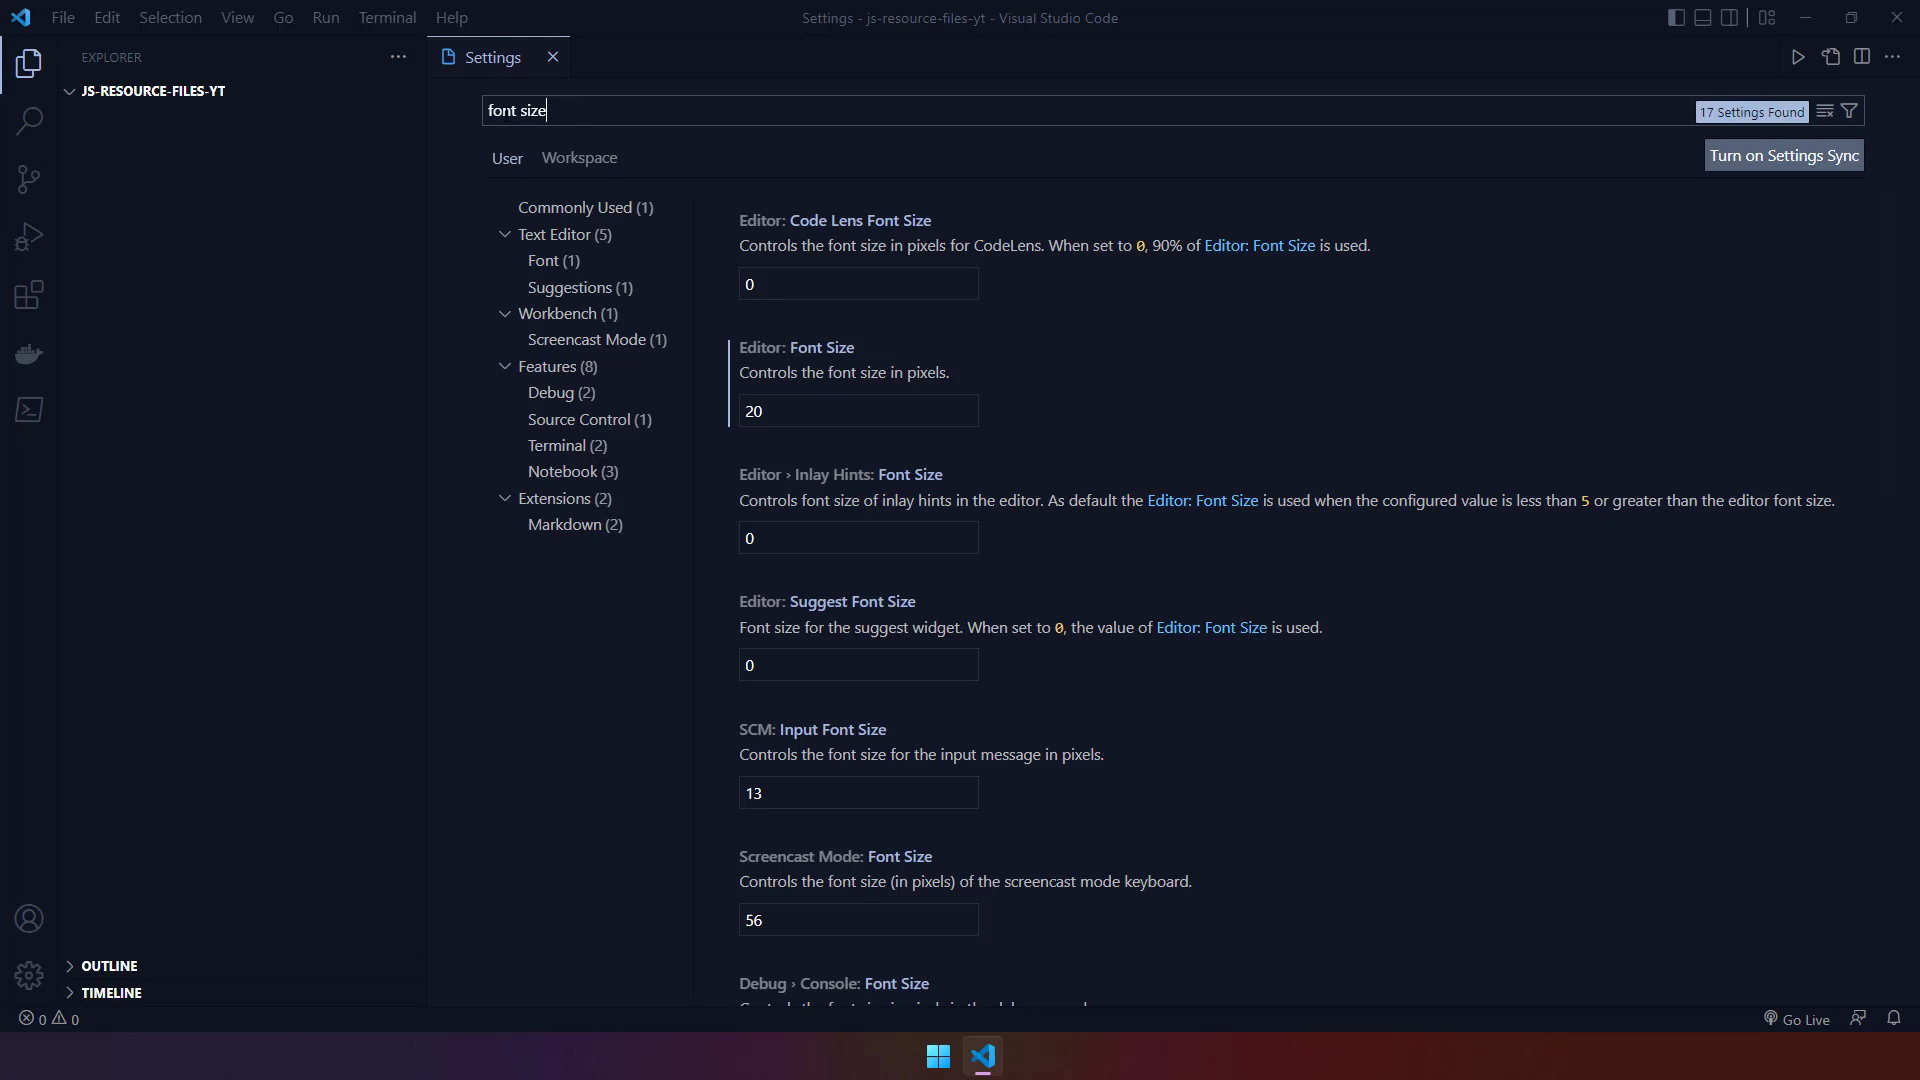 File Edit Selection View Go Run Terminal Help
Settings - js-resource-files-yt - Visual Studio Code
EXPLORER
Settings
JS-RESOURCE-FILES-YT
font size
17 Settings Found
User Workspace
Turn on Settings Sync
Commonly Used (1)
Text Editor (5)
Font (1)
Suggestions (1)
Workbench (1)
Screencast Mode (1)
Features (8)
Debug (2)
Source Control (1)
Terminal (2)
Notebook (3)
Extensions (2)
Markdown (2)
Editor: Code Lens Font Size
Controls the font size in pixels for CodeLens. When set to 0, 90% of Editor: Font Size is used.
0
Editor: Font Size
Controls the font size in pixels.
20
Editor › Inlay Hints: Font Size
Controls font size of inlay hints in the editor. As default the Editor: Font Size is used when the configured value is less than 5 or greater than the editor font size.
0
Editor: Suggest Font Size
Font size for the suggest widget. When set to 0, the value of Editor: Font Size is used.
0
SCM: Input Font Size
Controls the font size for the input message in pixels.
13
Screencast Mode: Font Size
Controls the font size (in pixels) of the screencast mode keyboard.
56
Debug › Console: Font Size
OUTLINE
TIMELINE
0 0
Go Live